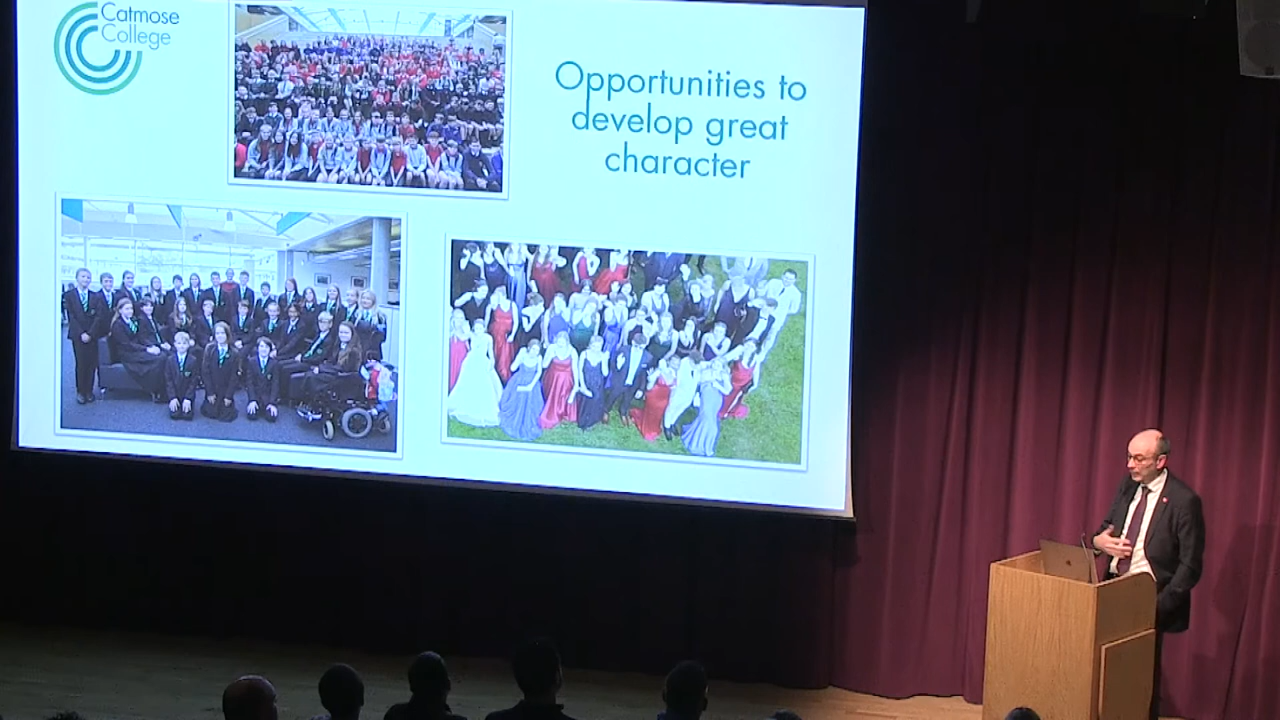 Catmose
College
Opportunities to
develop great
character